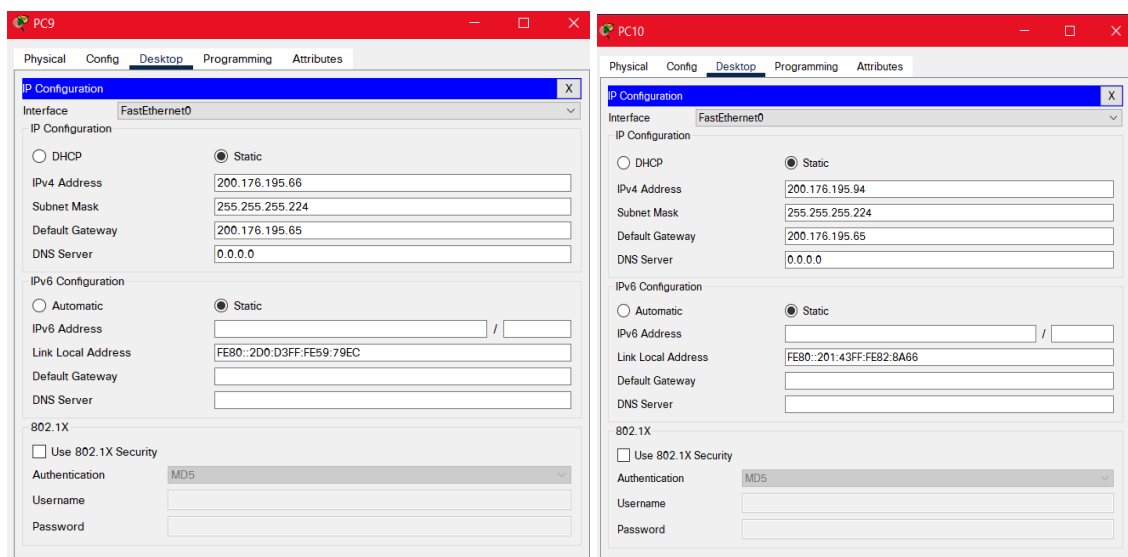 PC9
Physical Config Desktop Programming Attributes
IP Configuration X
Interface FastEthernet0
IP Configuration
DHCP Static
IPv4 Address 200.176.195.66
Subnet Mask 255.255.255.224
Default Gateway 200.176.195.65
DNS Server 0.0.0.0
IPv6 Configuration
Automatic Static
IPv6 Address /
Link Local Address FE80::2D0:D3FF:FE59:79EC
Default Gateway
DNS Server
802.1X
Use 802.1X Security
Authentication MD5
Username
Password
PC10
Physical Config Desktop Programming Attributes
IP Configuration X
Interface FastEthernet0
IP Configuration
DHCP Static
IPv4 Address 200.176.195.94
Subnet Mask 255.255.255.224
Default Gateway 200.176.195.65
DNS Server 0.0.0.0
IPv6 Configuration
Automatic Static
IPv6 Address /
Link Local Address FE80::201:43FF:FE82:8A66
Default Gateway
DNS Server
802.1X
Use 802.1X Security
Authentication MD5
Username
Password